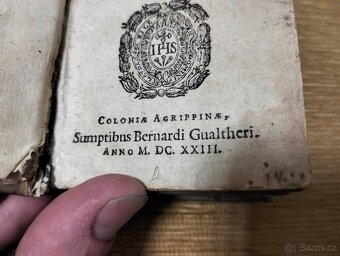 IHS
COLONIÆ AGRIPPINÆ,
Sumptibus Bernardi Gualtheri.
ANNO M. DC. XXIII.
© Bazos.cz